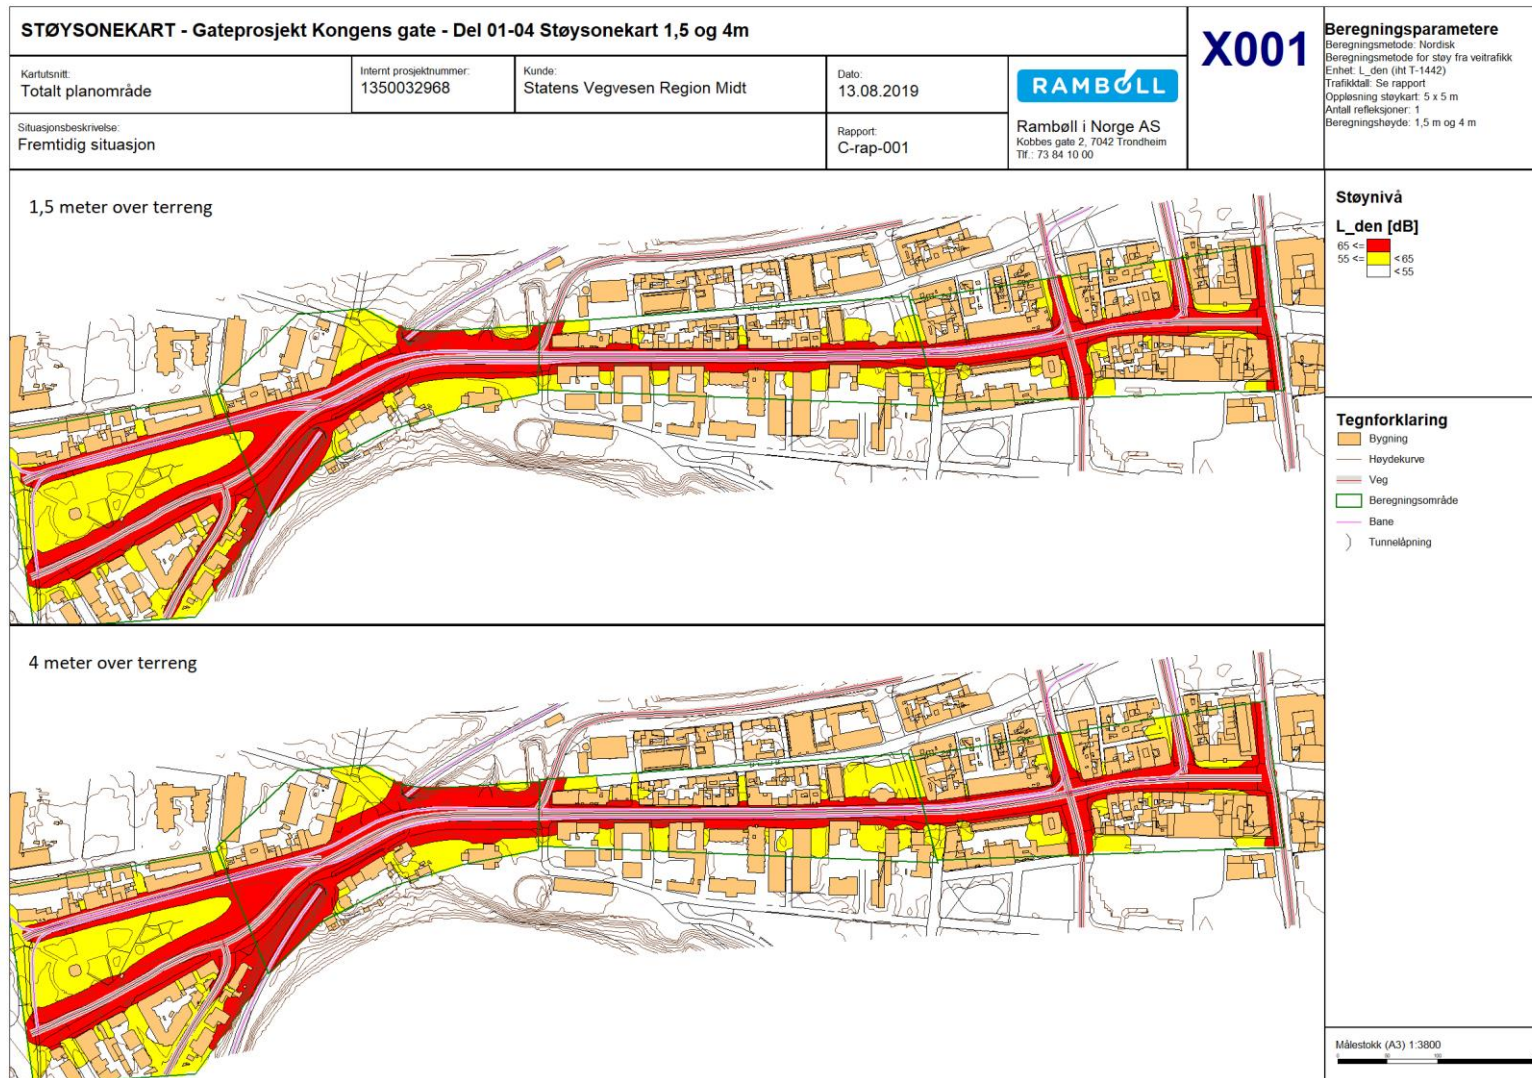 STØYSONEKART - Gateprosjekt Kongens gate - Del 01-04 Støysonekart 1,5 og 4m
Kartutsnitt:
Totalt planområde
Internt prosjektnummer:
1350032968
Kunde:
Statens Vegvesen Region Midt
Dato:
13.08.2019
Situasjonsbeskrivelse:
Fremtidig situasjon
Rapport:
C-rap-001
RAMBOLL
Rambøll i Norge AS
Kobbes gate 2, 7042 Trondheim
Tlf.: 73 84 10 00
X001
Beregningsparametere
Beregningsmetode: Nordisk
Beregningsmetode for støy fra veitrafikk
Enhet: L_den (iht T-1442)
Trafikktall: Se rapport
Oppløsning støykart: 5 x 5 m
Antall refleksjoner: 1
Beregningshøyde: 1,5 m og 4 m
1,5 meter over terreng
Støynivå
L_den [dB]
65 <=
55 <= < 65
< 55
Tegnforklaring
Bygning
Høydekurve
Veg
Beregningsområde
Bane
Tunnelåpning
4 meter over terreng
Målestokk (A3) 1:3800
0 50 100